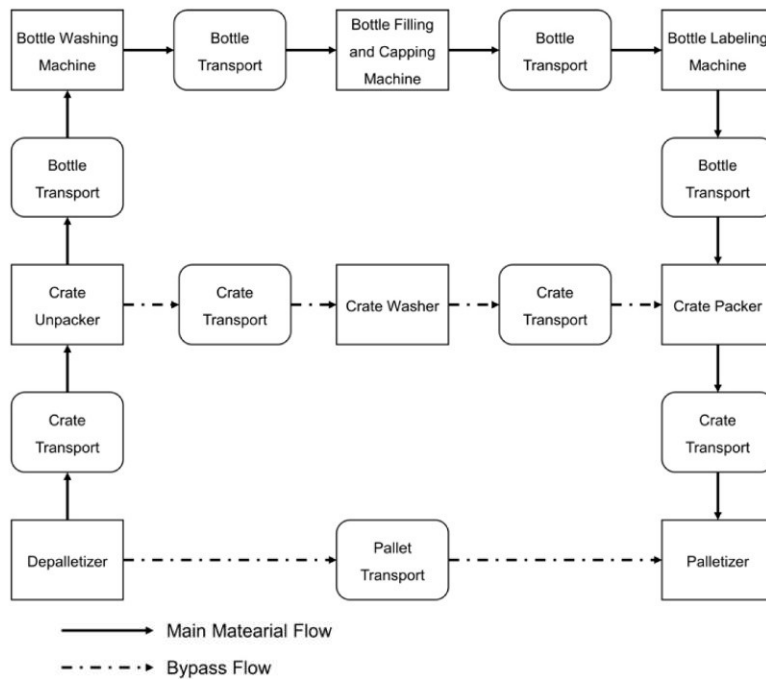 Bottle Washing
Machine
Bottle
Transport
Bottle Filling
and Capping
Machine
Bottle
Transport
Bottle Labeling
Machine
Bottle
Transport
Bottle
Transport
Crate
Unpacker
Crate
Transport
Crate Washer
Crate
Transport
Crate Packer
Crate
Transport
Crate
Transport
Depalletizer
Pallet
Transport
Palletizer
Main Matearial Flow
Bypass Flow